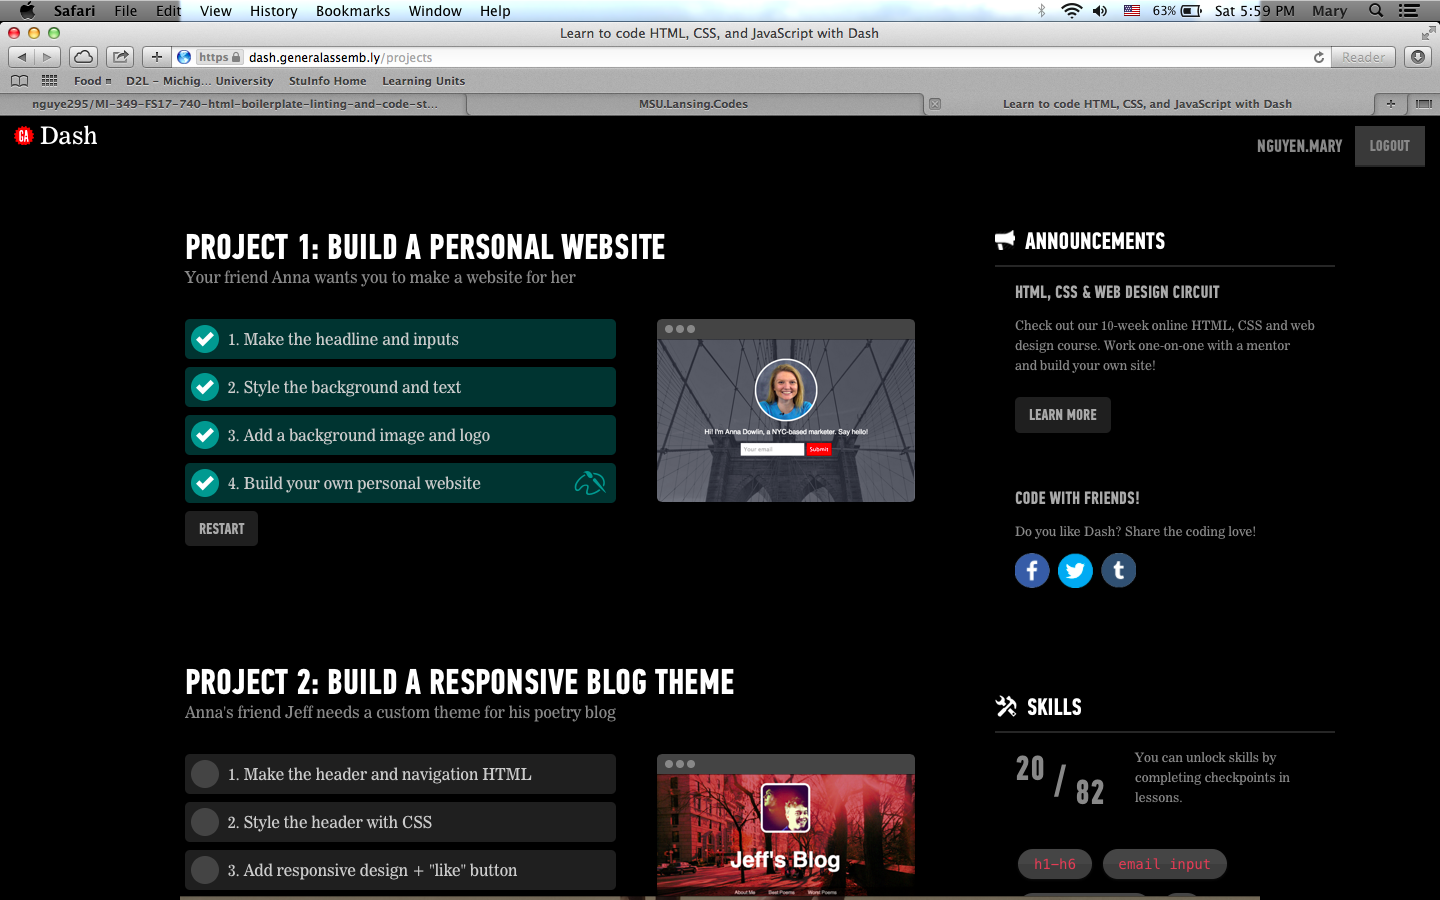 Safari File Edit View History Bookmarks Window Help 63% Sat 5:59 PM Mary
Learn to code HTML, CSS, and JavaScript with Dash
https dash.generalassemb.ly/projects Reader
Food D2L – Michig... University StuInfo Home Learning Units
nguye295/MI-349-FS17-740-html-boilerplate-linting-and-code-st... MSU.Lansing.Codes Learn to code HTML, CSS, and JavaScript with Dash
GA Dash
NGUYEN.MARY LOGOUT
PROJECT 1: BUILD A PERSONAL WEBSITE
Your friend Anna wants you to make a website for her
1. Make the headline and inputs
2. Style the background and text
3. Add a background image and logo
4. Build your own personal website
RESTART
Hi! I'm Anna Dowlin, a NYC-based marketer. Say hello!
Your email Submit
ANNOUNCEMENTS
HTML, CSS & WEB DESIGN CIRCUIT
Check out our 10-week online HTML, CSS and web
design course. Work one-on-one with a mentor
and build your own site!
LEARN MORE
CODE WITH FRIENDS!
Do you like Dash? Share the coding love!
PROJECT 2: BUILD A RESPONSIVE BLOG THEME
Anna's friend Jeff needs a custom theme for his poetry blog
1. Make the header and navigation HTML
2. Style the header with CSS
3. Add responsive design + "like" button
Jeff's Blog
About Me Best Poems Worst Poems
SKILLS
20 / 82
You can unlock skills by
completing checkpoints in
lessons.
h1-h6 email input